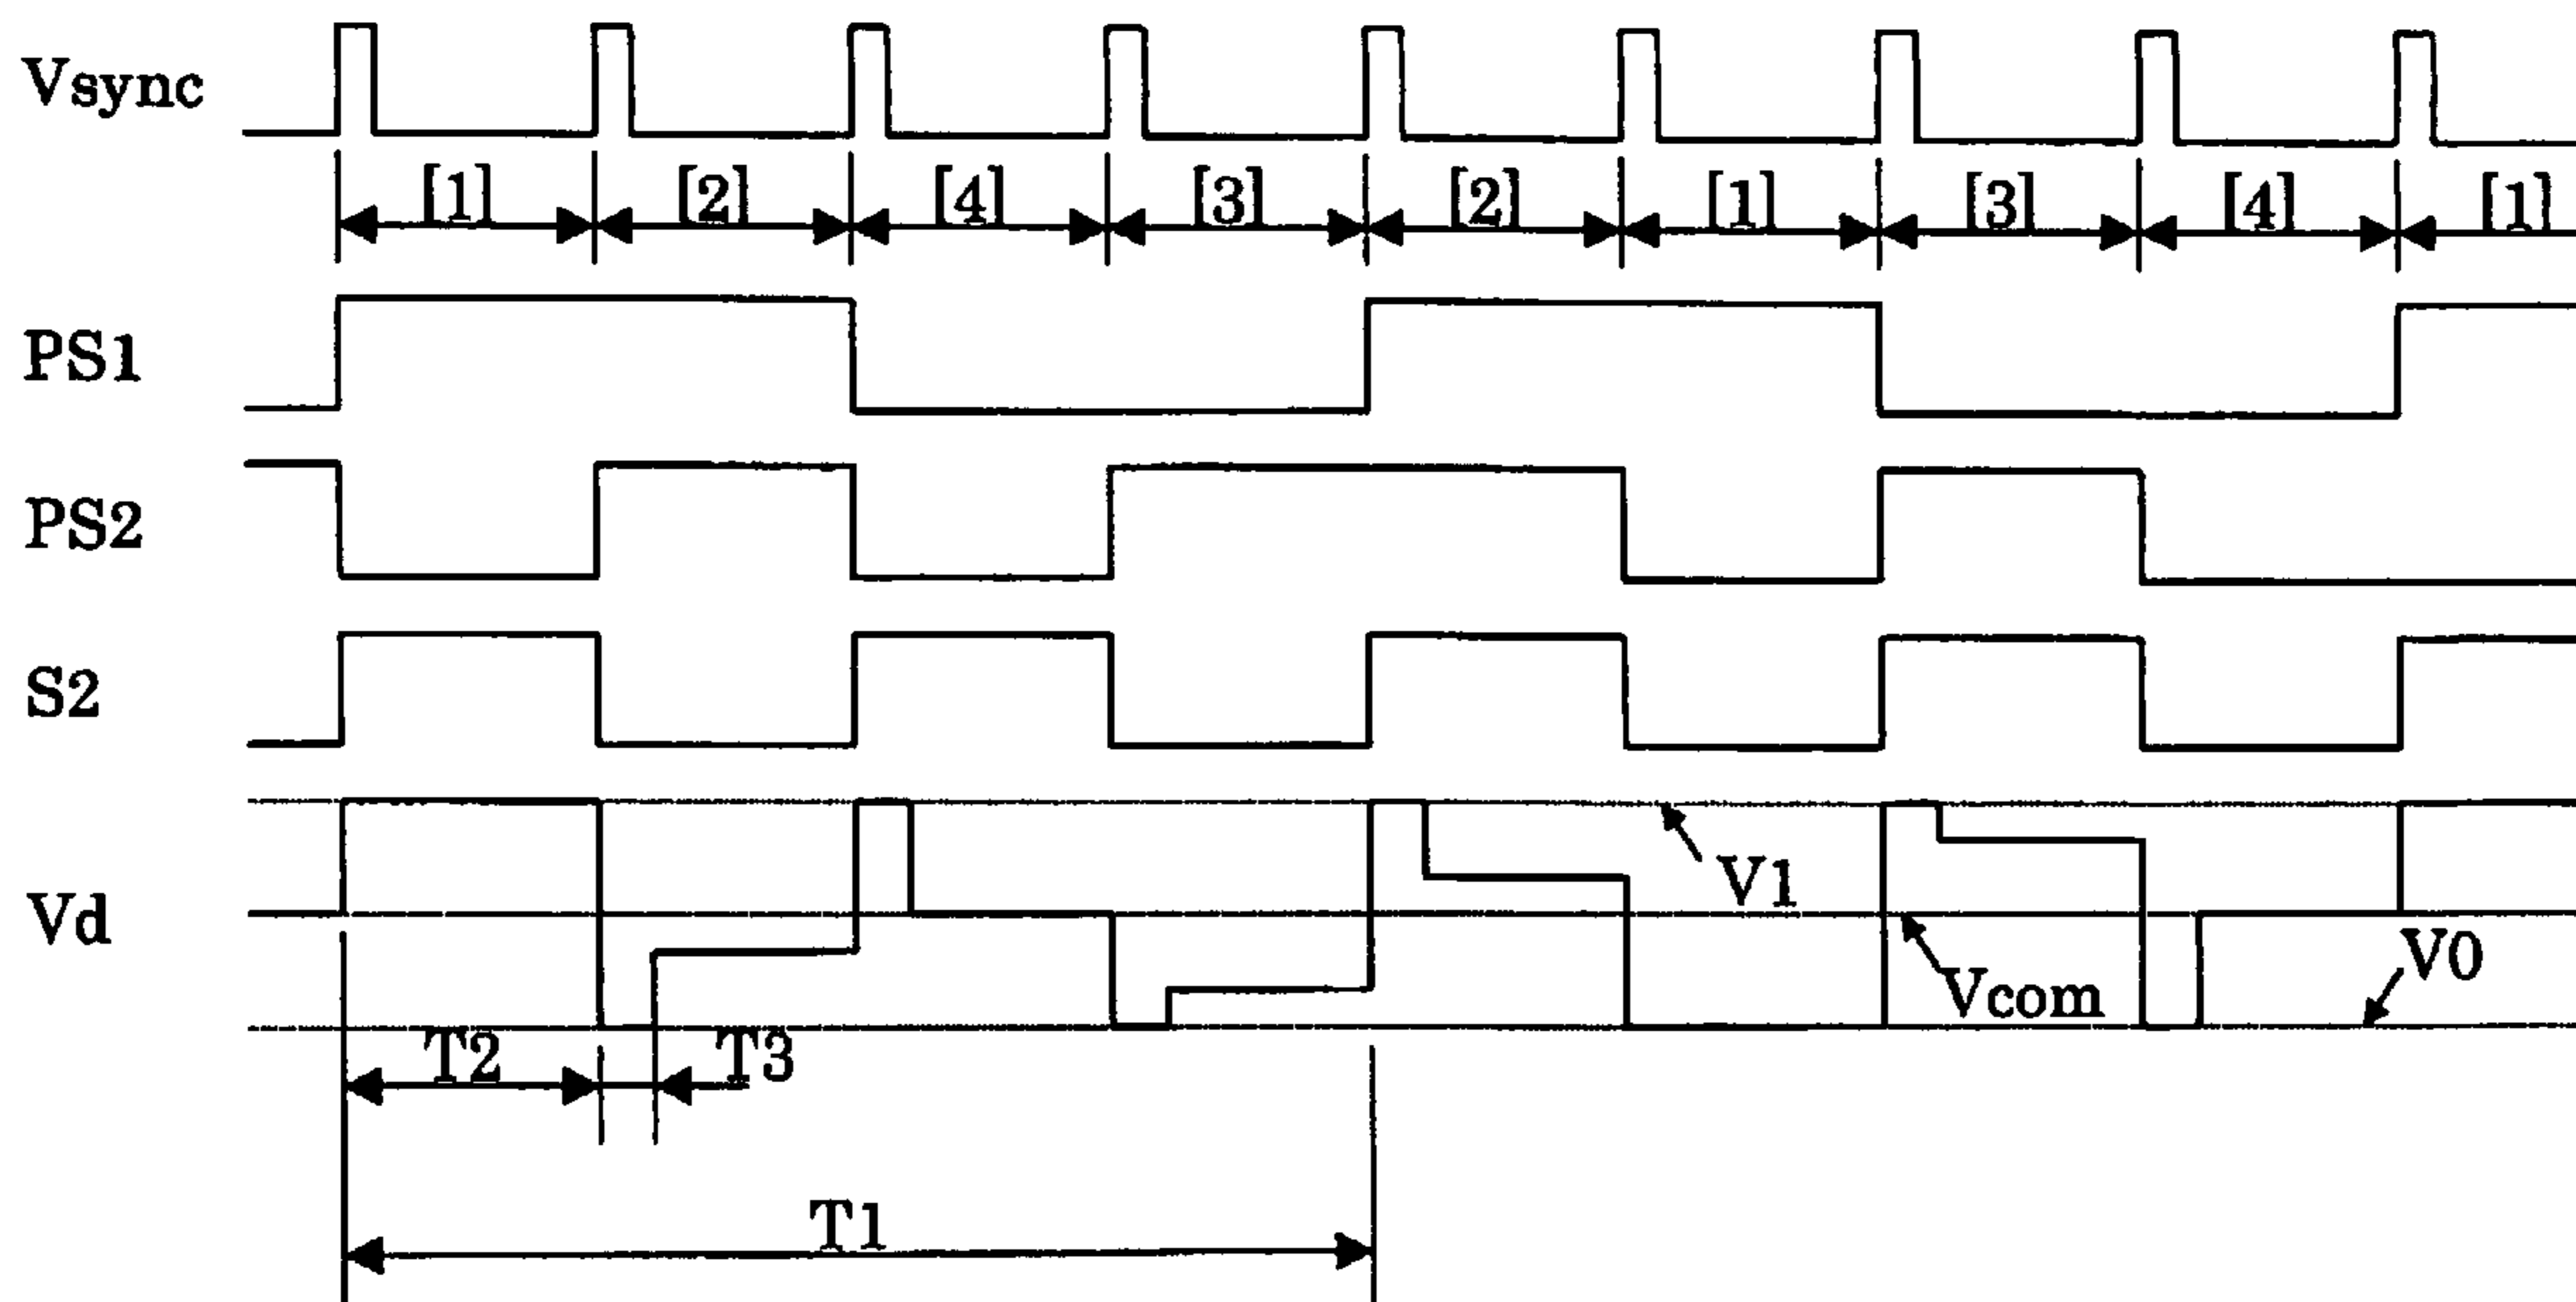 Vsync
[1] [2] [4] [3] [2] [1] [3] [4] [1]
PS1
PS2
S2
Vd
V1
Vcom
V0
T2 T3
T1